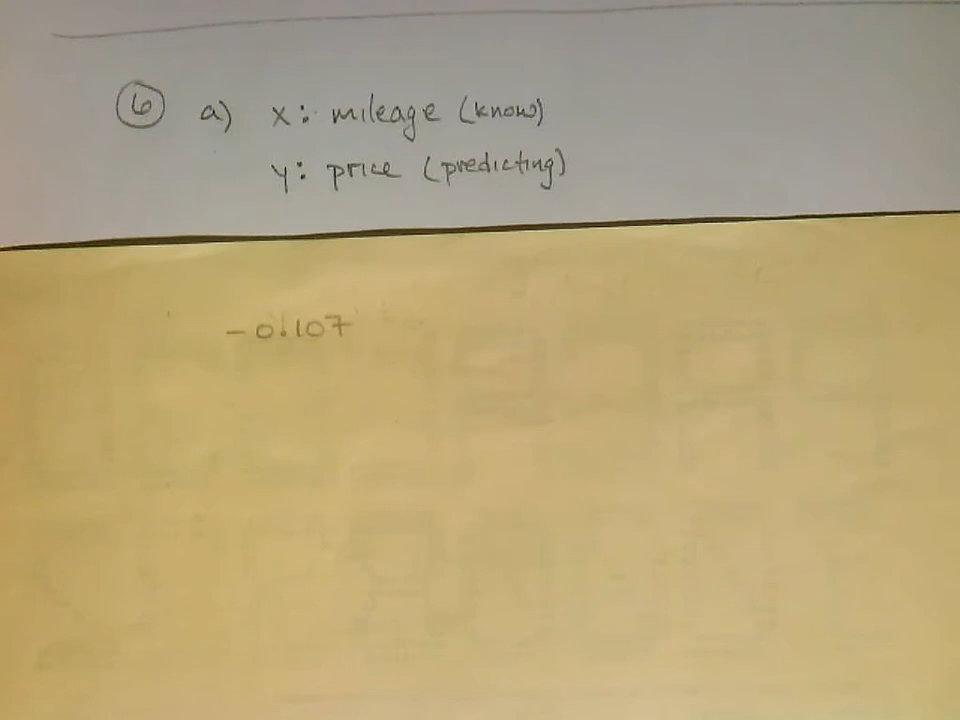 6 a) x: mileage (know)
y: price (predicting)
-0.107